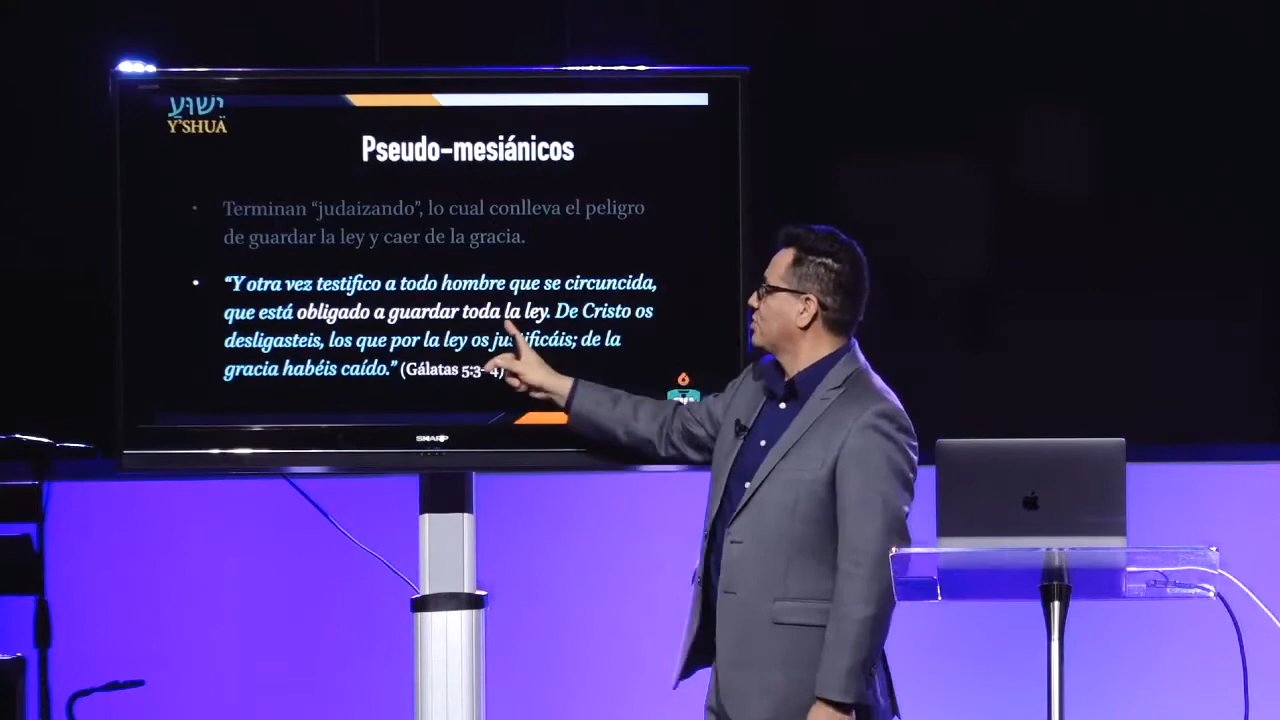 יֵשׁוּעַ
Y'SHUA
Pseudo-mesiánicos
• Terminan “judaizando”, lo cual conlleva el peligro
de guardar la ley y caer de la gracia.
• “Y otra vez testifico a todo hombre que se circuncida,
que está obligado a guardar toda la ley. De Cristo os
desligasteis, los que por la ley os justificáis; de la
gracia habéis caído.” (Gálatas 5:3-4)
SHARP